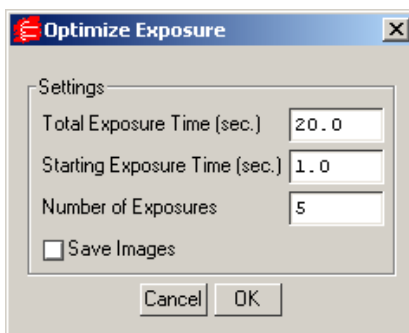 Optimize Exposure
Settings
Total Exposure Time (sec.) 20.0
Starting Exposure Time (sec.) 1.0
Number of Exposures 5
Save Images
Cancel OK